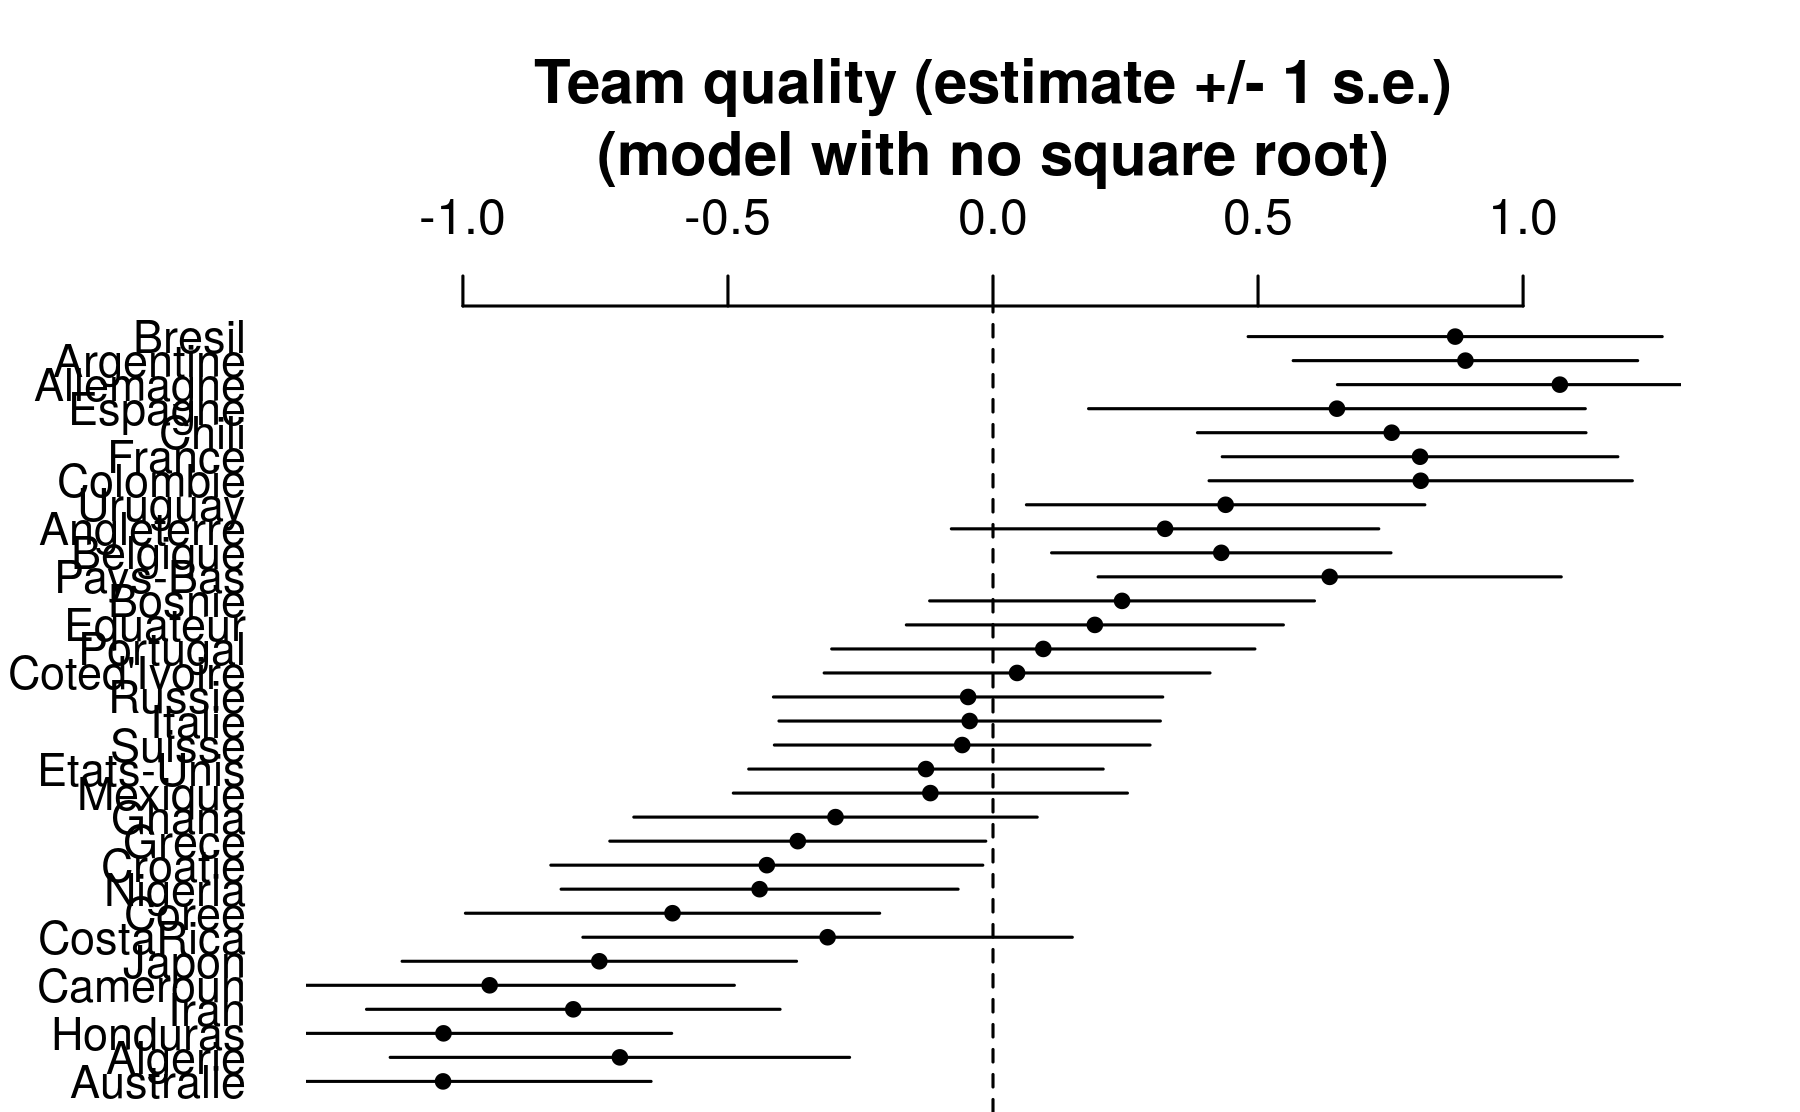 Team quality (estimate +/- 1 s.e.)
(model with no square root)
-1.0 -0.5 0.0 0.5 1.0
Bresil
Argentine
Allemagne
Espagne
Chili
France
Colombie
Uruguay
Angleterre
Belgique
Pays-Bas
Bosnie
Equateur
Portugal
Coted'Ivoire
Russie
Italie
Suisse
Etats-Unis
Mexique
Ghana
Grece
Croatie
Nigeria
Coree
CostaRica
Japon
Cameroun
Iran
Honduras
Algerie
Australie